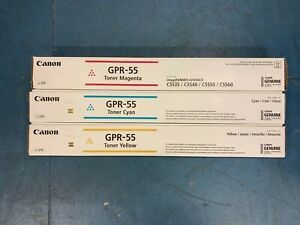 Canon
GPR-55
Toner Magenta
imageRUNNER ADVANCE
C5535 / C5540 / C5550 / C5560
Canon
GENUINE
Canon
GPR-55
Toner Cyan
Cyan / Cian / Ciano
Canon
GENUINE
Canon
GPR-55
Toner Yellow
Yellow / Jaune / Amarillo / Amarelo
Canon
GENUINE